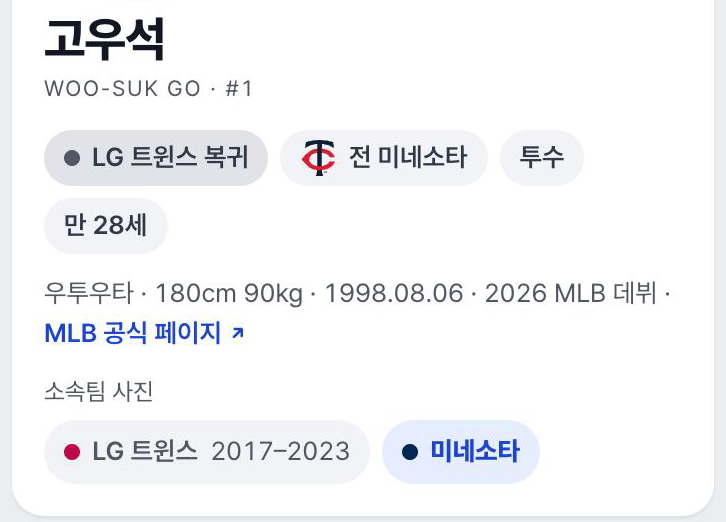 고우석
WOO-SUK GO · #1
LG 트윈스 복귀 전 미네소타 투수
만 28세
우투우타 · 180cm 90kg · 1998.08.06 · 2026 MLB 데뷔 ·
MLB 공식 페이지 ↗
소속팀 사진
LG 트윈스 2017–2023 미네소타